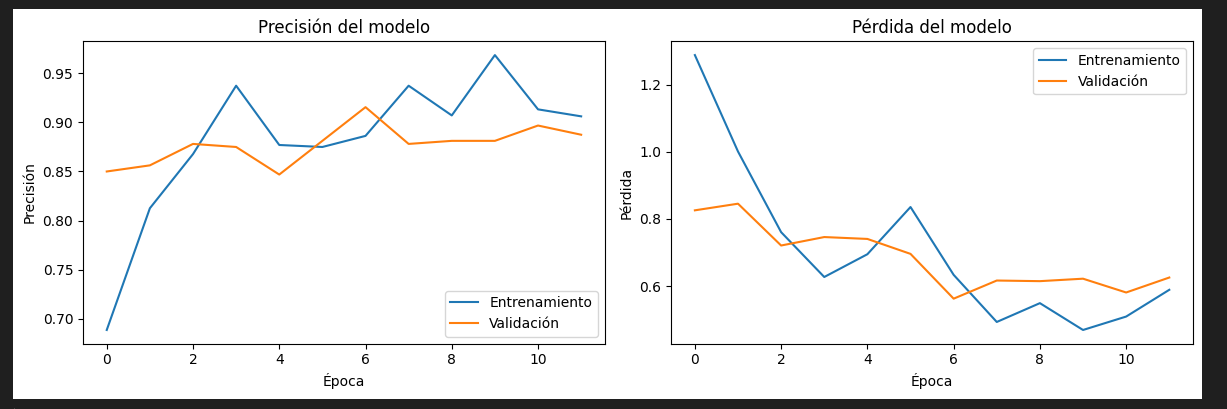 Precisión del modelo
Precisión
0.95
0.90
0.85
0.80
0.75
0.70
Entrenamiento
Validación
0 2 4 6 8 10
Época
Pérdida del modelo
Pérdida
1.2
1.0
0.8
0.6
Entrenamiento
Validación
0 2 4 6 8 10
Época